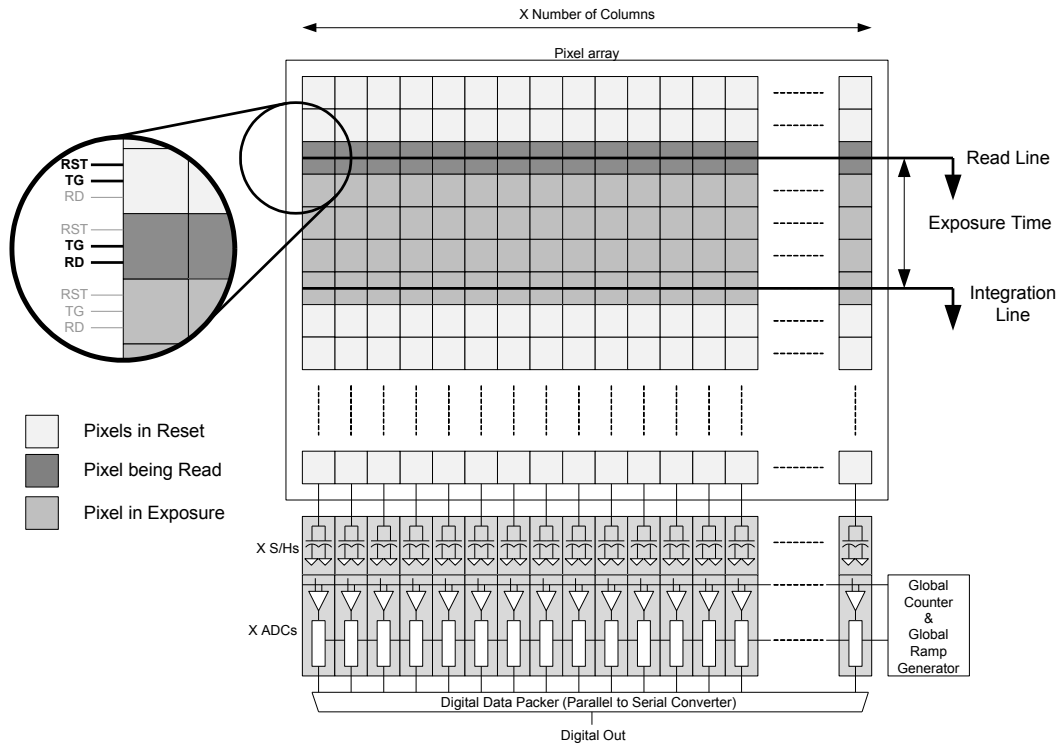 X Number of Columns
Pixel array
Read Line
Exposure Time
Integration
Line
RST
TG
RD
RST
TG
RD
RST
TG
RD
Pixels in Reset
Pixel being Read
Pixel in Exposure
X S/Hs
X ADCs
Global
Counter
&
Global
Ramp
Generator
Digital Data Packer (Parallel to Serial Converter)
Digital Out